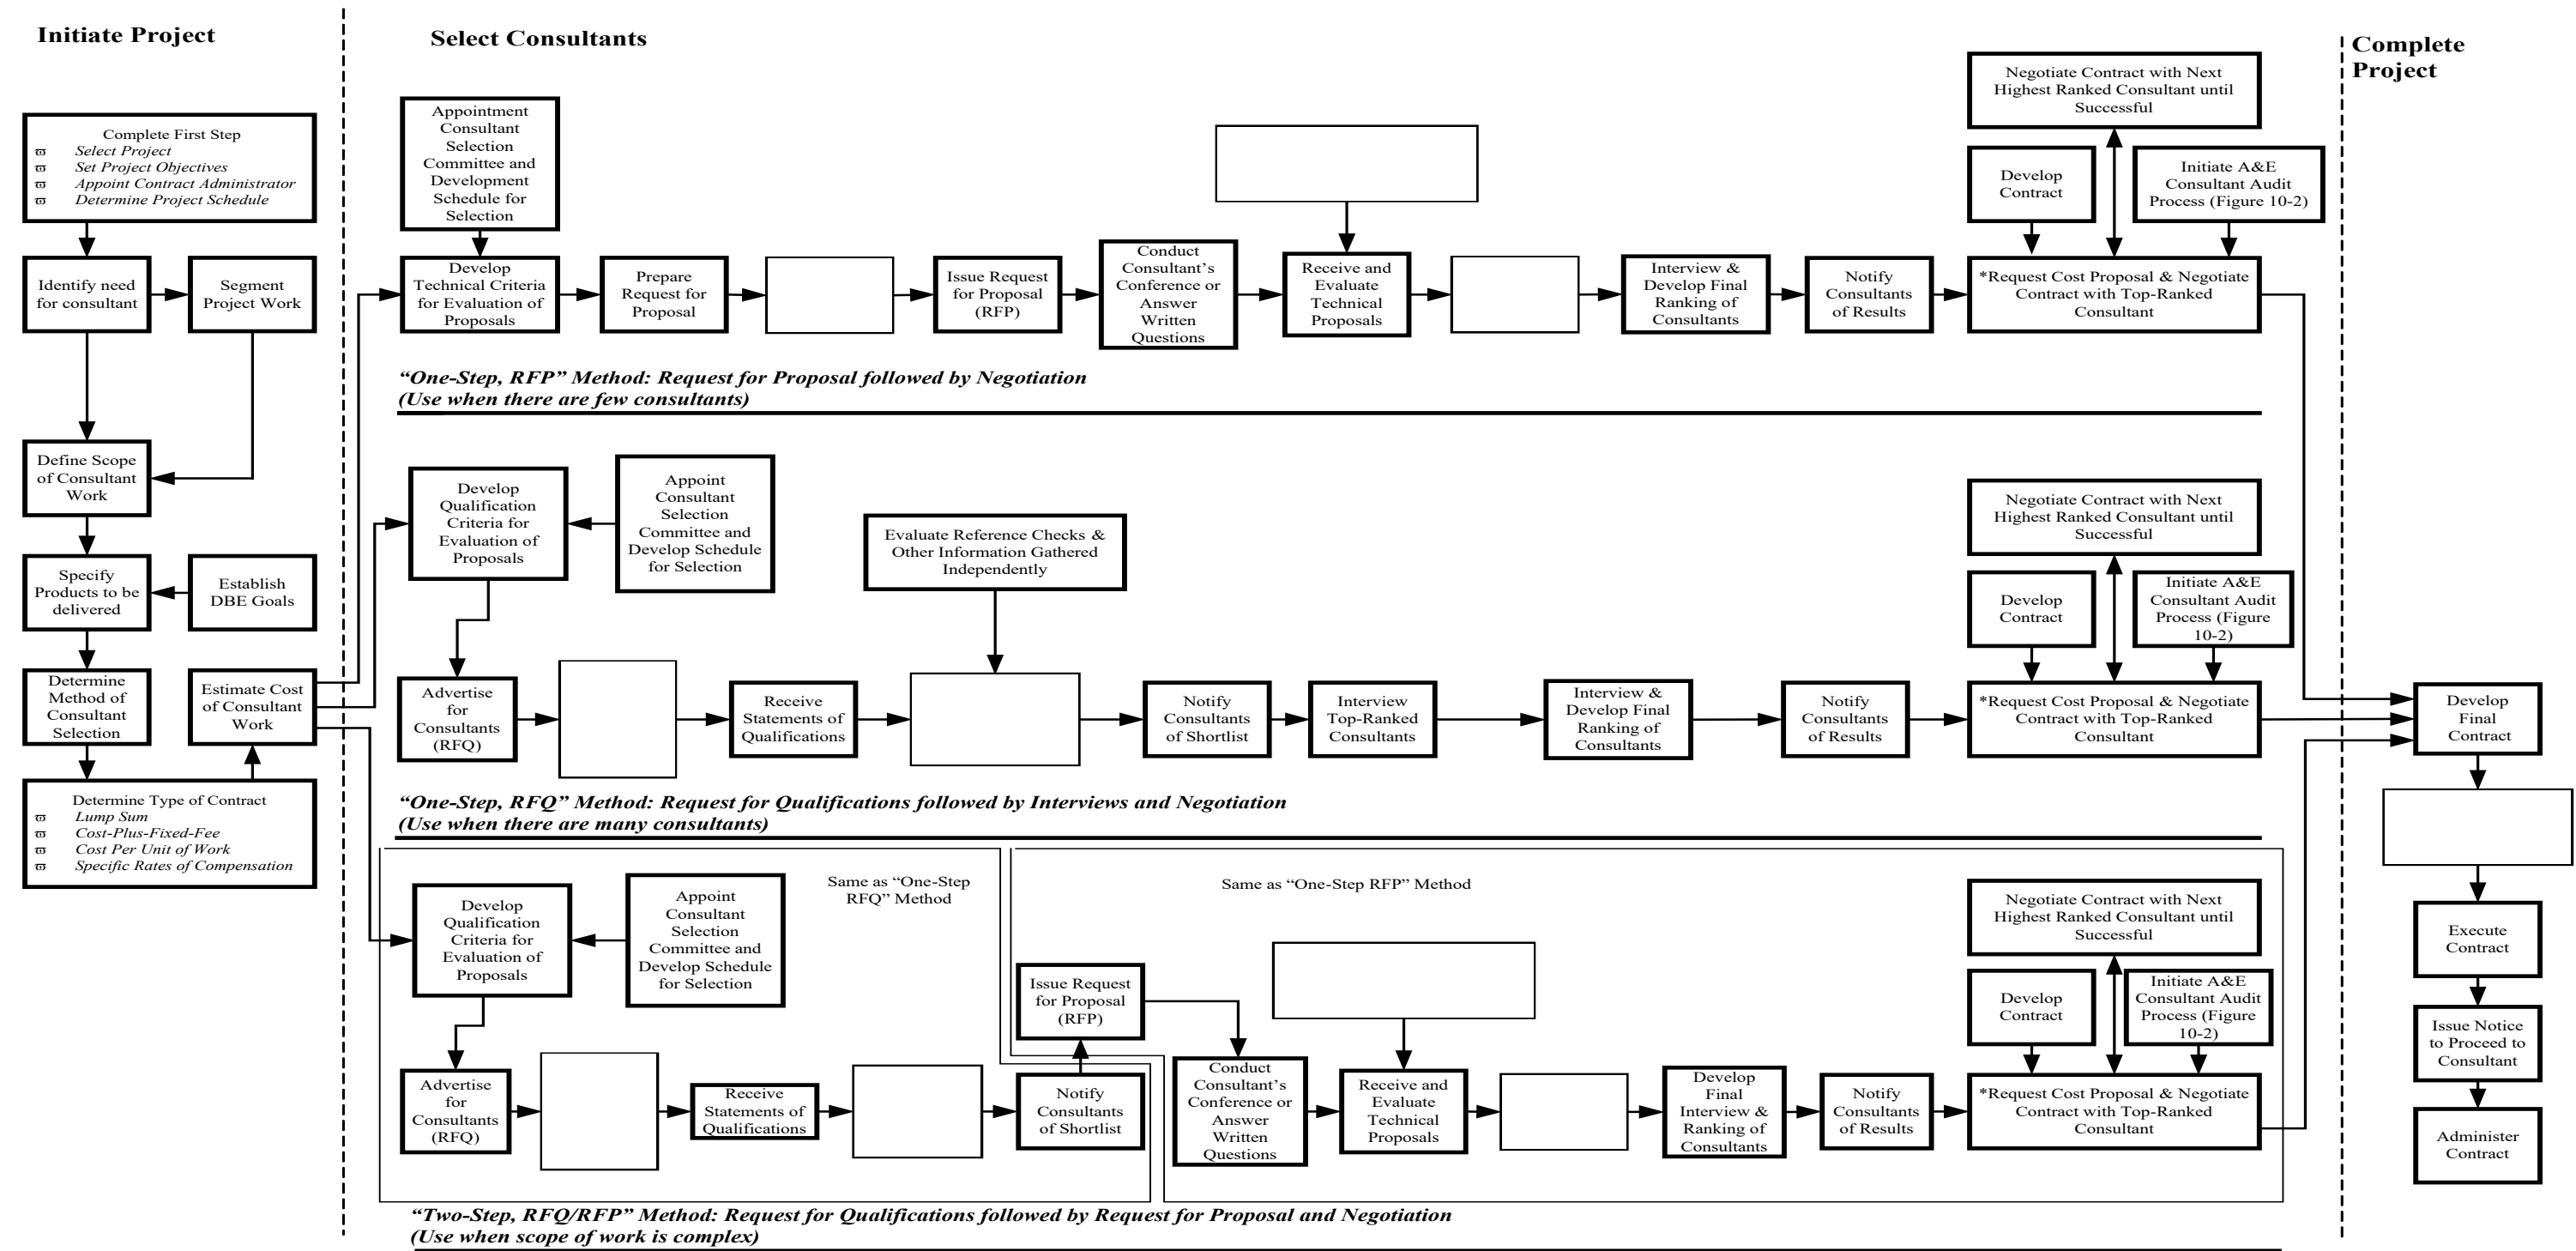 Initiate Project
Complete First Step
ϖ Select Project
ϖ Set Project Objectives
ϖ Appoint Contract Administrator
ϖ Determine Project Schedule
Identify need
for consultant
Segment
Project Work
Define Scope
of Consultant
Work
Specify
Products to be
delivered
Establish
DBE Goals
Determine
Method of
Consultant
Selection
Estimate Cost
of Consultant
Work
Determine Type of Contract
ϖ Lump Sum
ϖ Cost-Plus-Fixed-Fee
ϖ Cost Per Unit of Work
ϖ Specific Rates of Compensation
Select Consultants
Appointment
Consultant
Selection
Committee and
Development
Schedule for
Selection
Develop
Technical Criteria
for Evaluation of
Proposals
Prepare
Request for
Proposal
Issue Request
for Proposal
(RFP)
Conduct
Consultant’s
Conference or
Answer
Written
Questions
Receive and
Evaluate
Technical
Proposals
Interview &
Develop Final
Ranking of
Consultants
Notify
Consultants
of Results
Negotiate Contract with Next
Highest Ranked Consultant until
Successful
Develop
Contract
Initiate A&E
Consultant Audit
Process (Figure 10-2)
*Request Cost Proposal & Negotiate
Contract with Top-Ranked
Consultant
“One-Step, RFP” Method: Request for Proposal followed by Negotiation
(Use when there are few consultants)
Develop
Qualification
Criteria for
Evaluation of
Proposals
Appoint
Consultant
Selection
Committee and
Develop Schedule
for Selection
Evaluate Reference Checks &
Other Information Gathered
Independently
Advertise
for
Consultants
(RFQ)
Receive
Statements of
Qualifications
Notify
Consultants
of Shortlist
Interview
Top-Ranked
Consultants
Interview &
Develop Final
Ranking of
Consultants
Notify
Consultants
of Results
Negotiate Contract with Next
Highest Ranked Consultant until
Successful
Develop
Contract
Initiate A&E
Consultant Audit
Process (Figure
10-2)
*Request Cost Proposal & Negotiate
Contract with Top-Ranked
Consultant
“One-Step, RFQ” Method: Request for Qualifications followed by Interviews and Negotiation
(Use when there are many consultants)
Develop
Qualification
Criteria for
Evaluation of
Proposals
Appoint
Consultant
Selection
Committee and
Develop Schedule
for Selection
Same as “One-Step
RFQ” Method
Advertise
for
Consultants
(RFQ)
Receive
Statements of
Qualifications
Notify
Consultants
of Shortlist
Same as “One-Step RFP” Method
Issue Request
for Proposal
(RFP)
Conduct
Consultant’s
Conference or
Answer
Written
Questions
Receive and
Evaluate
Technical
Proposals
Develop
Final
Interview &
Ranking of
Consultants
Notify
Consultants
of Results
Negotiate Contract with Next
Highest Ranked Consultant until
Successful
Develop
Contract
Initiate A&E
Consultant Audit
Process (Figure
10-2)
*Request Cost Proposal & Negotiate
Contract with Top-Ranked
Consultant
“Two-Step, RFQ/RFP” Method: Request for Qualifications followed by Request for Proposal and Negotiation
(Use when scope of work is complex)
Complete
Project
Develop
Final
Contract
Execute
Contract
Issue Notice
to Proceed to
Consultant
Administer
Contract